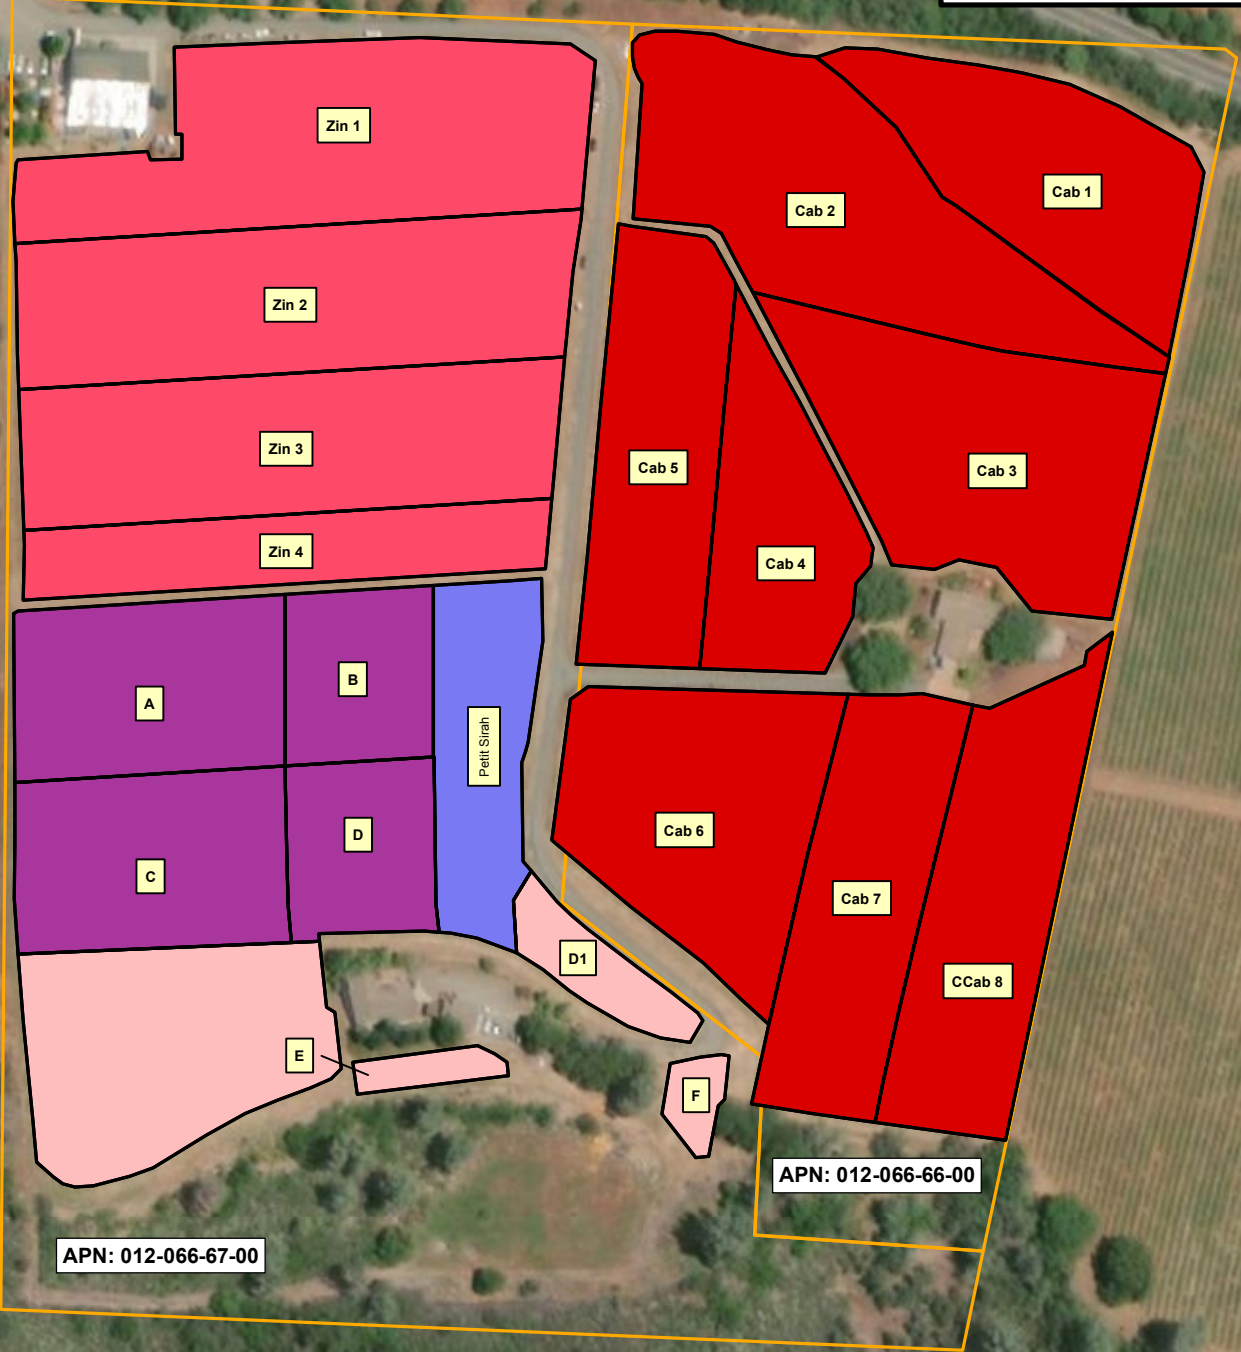 Zin 1
Cab 1
Cab 2
Zin 2
Zin 3
Cab 5
Cab 3
Zin 4
Cab 4
B
A
Petit Sirah
Cab 6
D
C
Cab 7
D1
CCab 8
E
F
APN: 012-066-66-00
APN: 012-066-67-00